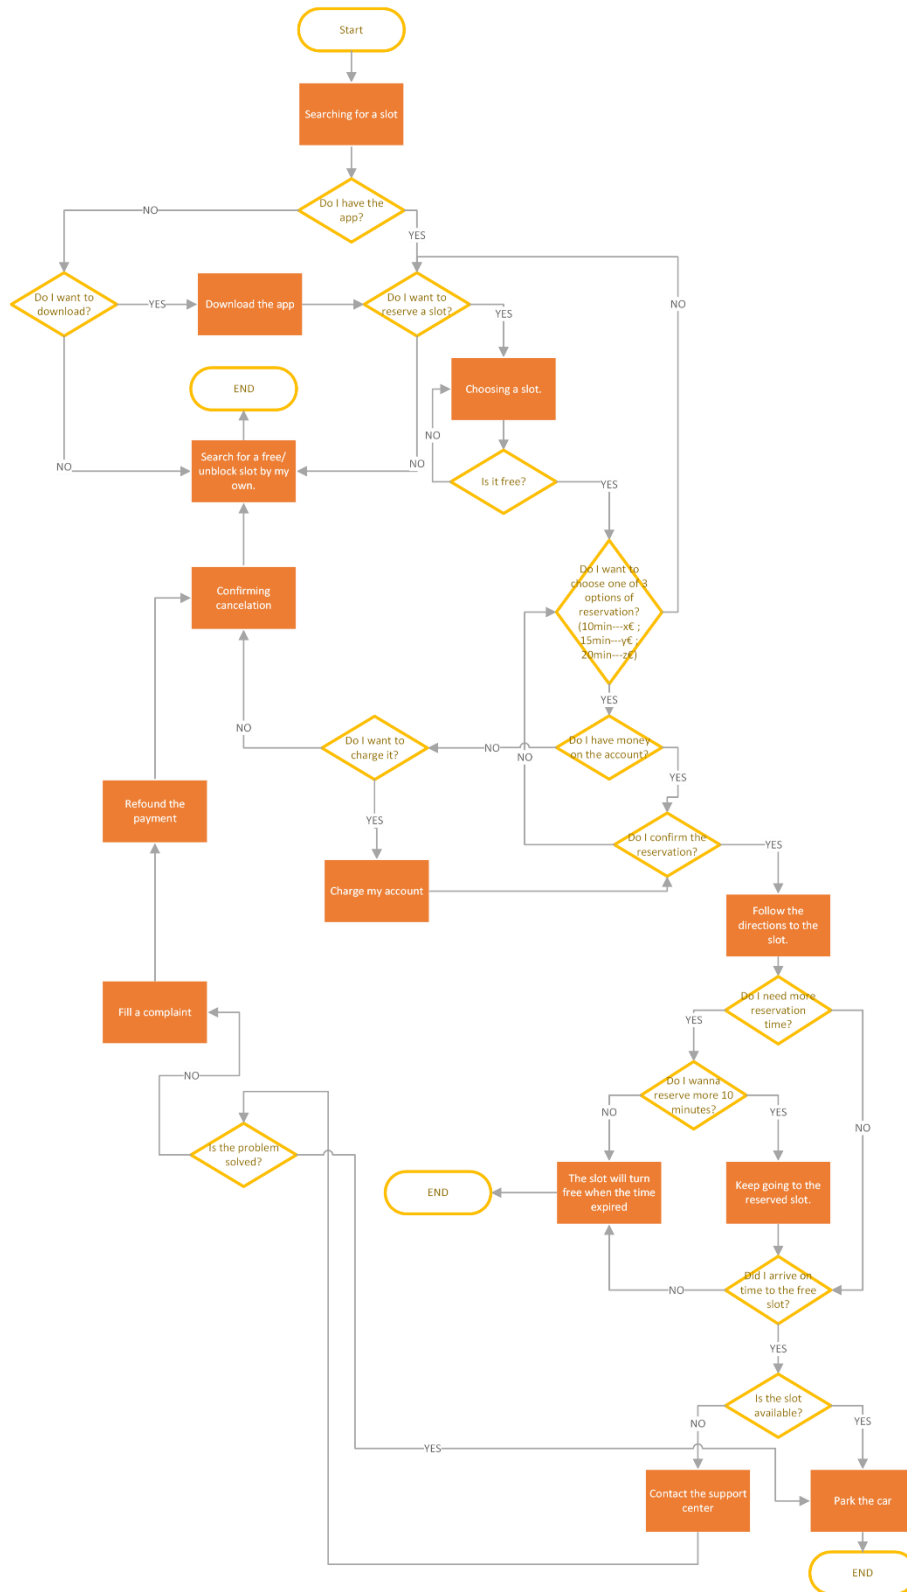 Start
Searching for a slot
Do I have the
app?
NO
YES
Do I want to
download?
YES
Download the app
Do I want to
reserve a slot?
YES
NO
END
Choosing a slot.
NO
NO
Search for a free/
unblock slot by my
own.
NO
Is it free?
YES
Confirming
cancelation
Do I want to
choose one of 3
options of
reservation?
(10min---x€ ;
15min---y€ ;
20min---z€)
YES
NO
Do I want to
charge it?
NO
Do I have money
on the account?
NO
YES
YES
Refound the
payment
Do I confirm the
reservation?
YES
Charge my account
Follow the
directions to the
slot.
Fill a complaint
Do I need more
reservation
time?
YES
NO
Do I wanna
reserve more 10
minutes?
NO
YES
NO
Is the problem
solved?
END
The slot will turn
free when the time
expired
Keep going to the
reserved slot.
NO
Did I arrive on
time to the free
slot?
YES
Is the slot
available?
NO
YES
YES
Contact the support
center
Park the car
END